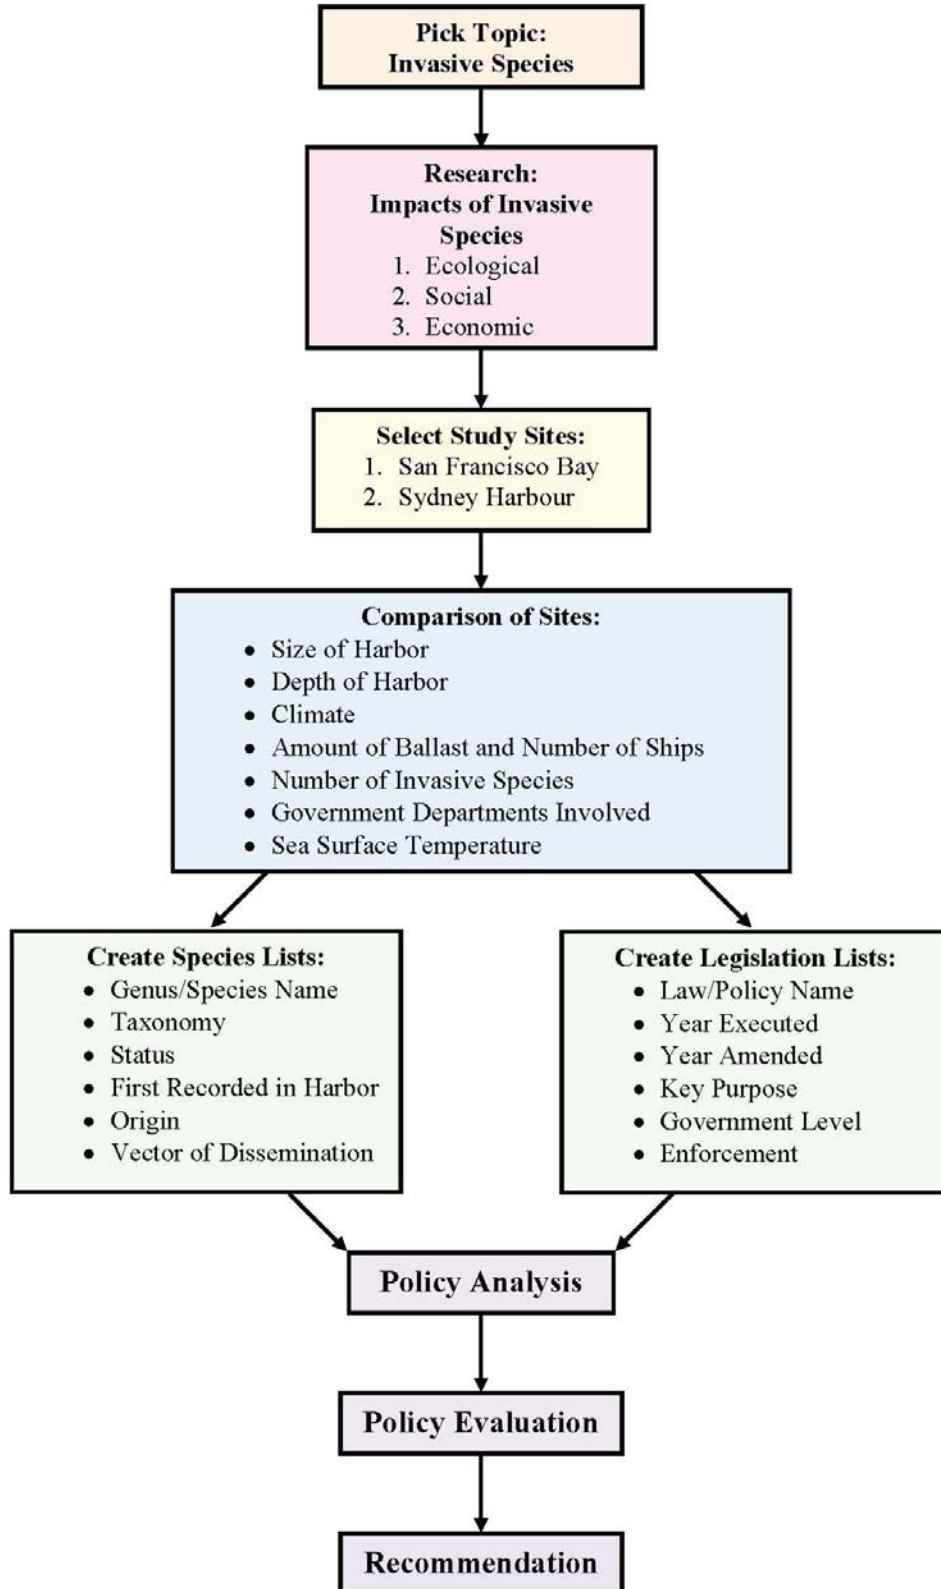 Pick Topic:
Invasive Species
Research:
Impacts of Invasive
Species
1. Ecological
2. Social
3. Economic
Select Study Sites:
1. San Francisco Bay
2. Sydney Harbour
Comparison of Sites:
• Size of Harbor
• Depth of Harbor
• Climate
• Amount of Ballast and Number of Ships
• Number of Invasive Species
• Government Departments Involved
• Sea Surface Temperature
Create Species Lists:
• Genus/Species Name
• Taxonomy
• Status
• First Recorded in Harbor
• Origin
• Vector of Dissemination
Create Legislation Lists:
• Law/Policy Name
• Year Executed
• Year Amended
• Key Purpose
• Government Level
• Enforcement
Policy Analysis
Policy Evaluation
Recommendation